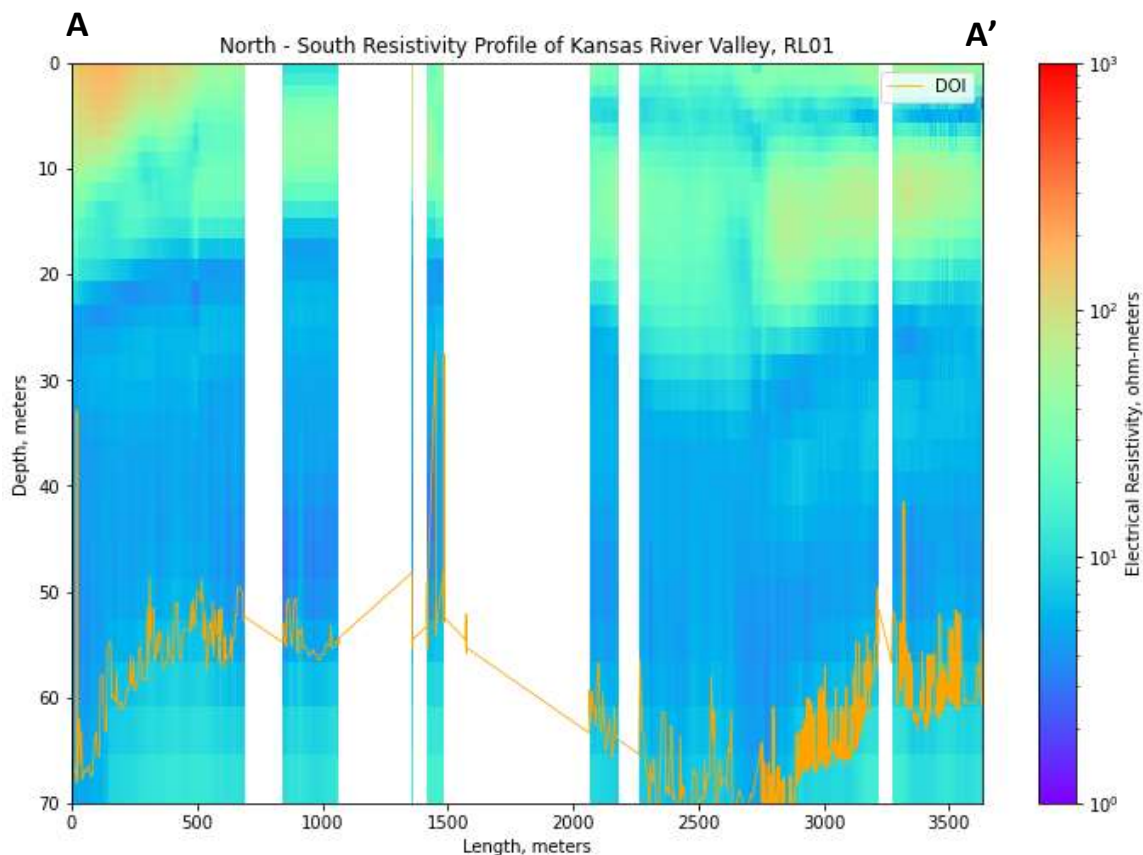 A
A’
North - South Resistivity Profile of Kansas River Valley, RL01
DOI
0
10
20
30
40
50
60
70
Depth, meters
0
500
1000
1500
2000
2500
3000
3500
Length, meters
10³
10²
10¹
10⁰
Electrical Resistivity, ohm-meters